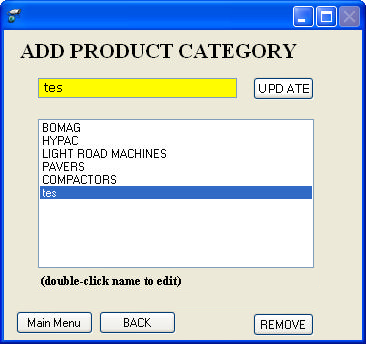 ADD PRODUCT CATEGORY
tes
UPDATE
BOMAG
HYPAC
LIGHT ROAD MACHINES
PAVERS
COMPACTORS
tes
(double-click name to edit)
Main Menu BACK REMOVE